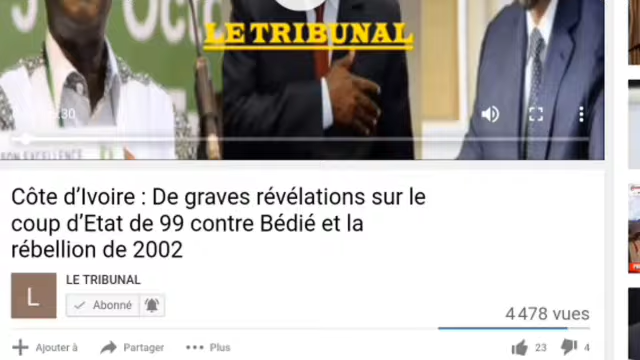 LE TRIBUNAL
:30
Côte d’Ivoire : De graves révélations sur le
coup d’Etat de 99 contre Bédié et la
rébellion de 2002
L
LE TRIBUNAL
Abonné
4 478 vues
Ajouter à
Partager
Plus
23
4